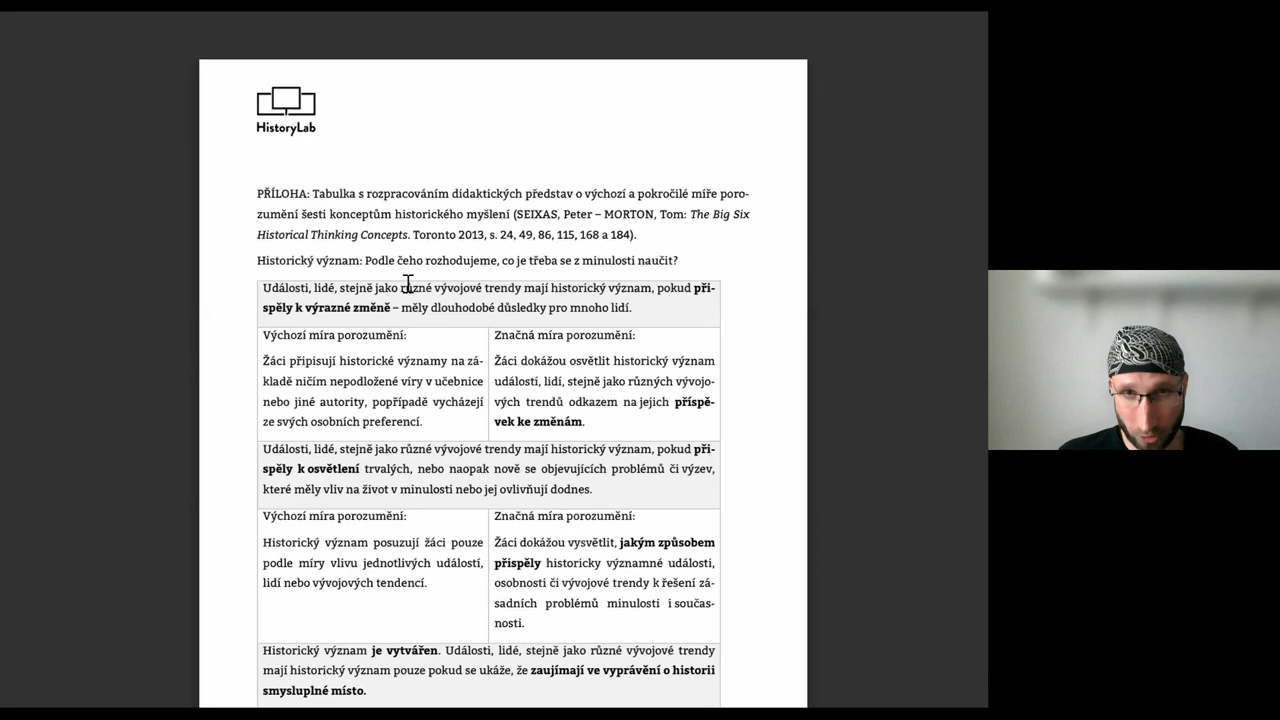 HistoryLab
PŘÍLOHA: Tabulka s rozpracováním didaktických představ o výchozí a pokročilé míře poro-
zumění šesti konceptům historického myšlení (SEIXAS, Peter – MORTON, Tom: The Big Six
Historical Thinking Concepts. Toronto 2013, s. 24, 49, 86, 115, 168 a 184).
Historický význam: Podle čeho rozhodujeme, co je třeba se z minulosti naučit?
Události, lidé, stejně jako různé vývojové trendy mají historický význam, pokud při-
spěly k výrazné změně – měly dlouhodobé důsledky pro mnoho lidí.
Výchozí míra porozumění:
Žáci připisují historické významy na zá-
kladě ničím nepodložené víry v učebnice
nebo jiné autority, popřípadě vycházejí
ze svých osobních preferencí.
Značná míra porozumění:
Žáci dokážou osvětlit historický význam
událostí, lidí, stejně jako různých vývojo-
vých trendů odkazem na jejich příspě-
vek ke změnám.
Události, lidé, stejně jako různé vývojové trendy mají historický význam, pokud při-
spěly k osvětlení trvalých, nebo naopak nově se objevujících problémů či výzev,
které měly vliv na život v minulosti nebo jej ovlivňují dodnes.
Výchozí míra porozumění:
Historický význam posuzují žáci pouze
podle míry vlivu jednotlivých událostí,
lidí nebo vývojových tendencí.
Značná míra porozumění:
Žáci dokážou vysvětlit, jakým způsobem
přispěly historicky významné události,
osobnosti či vývojové trendy k řešení zá-
sadních problémů minulosti i součas-
nosti.
Historický význam je vytvářen. Události, lidé, stejně jako různé vývojové trendy
mají historický význam pouze pokud se ukáže, že zaujímají ve vyprávění o historii
smysluplné místo.